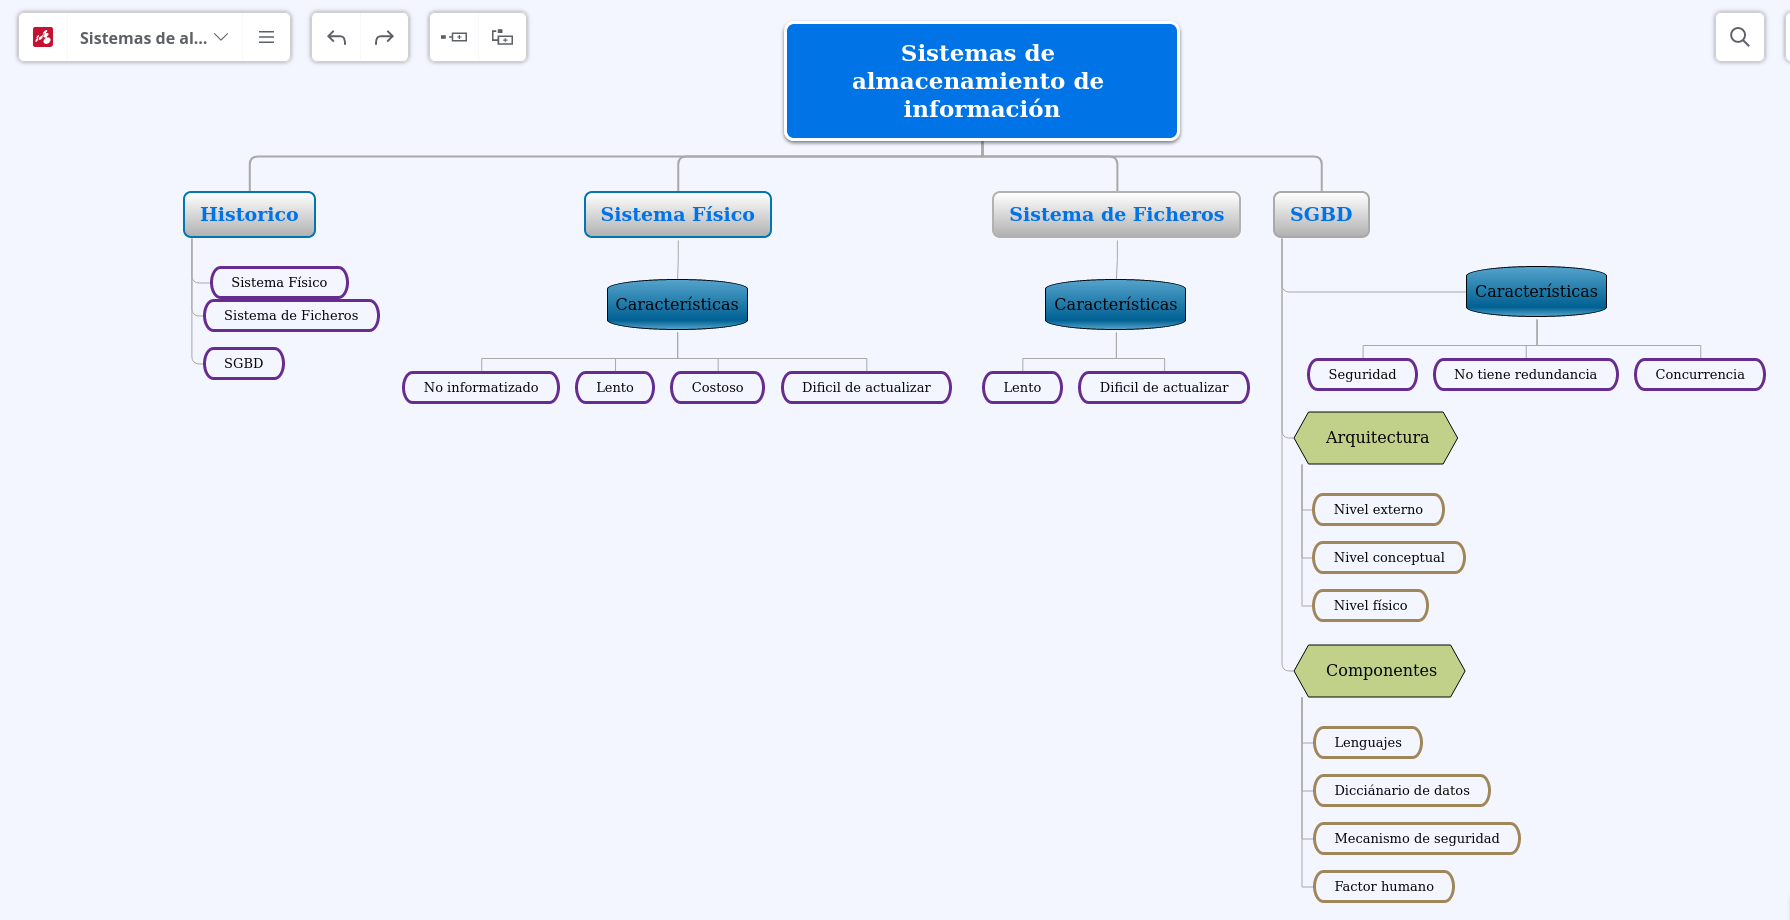 Sistemas de al...
Sistemas de
almacenamiento de
información
Historico
Sistema Físico
Sistema de Ficheros
SGBD
Sistema Físico
Sistema de Ficheros
SGBD
Características
No informatizado
Lento
Costoso
Dificil de actualizar
Características
Lento
Dificil de actualizar
Características
Seguridad
No tiene redundancia
Concurrencia
Arquitectura
Nivel externo
Nivel conceptual
Nivel físico
Componentes
Lenguajes
Dicciánario de datos
Mecanismo de seguridad
Factor humano